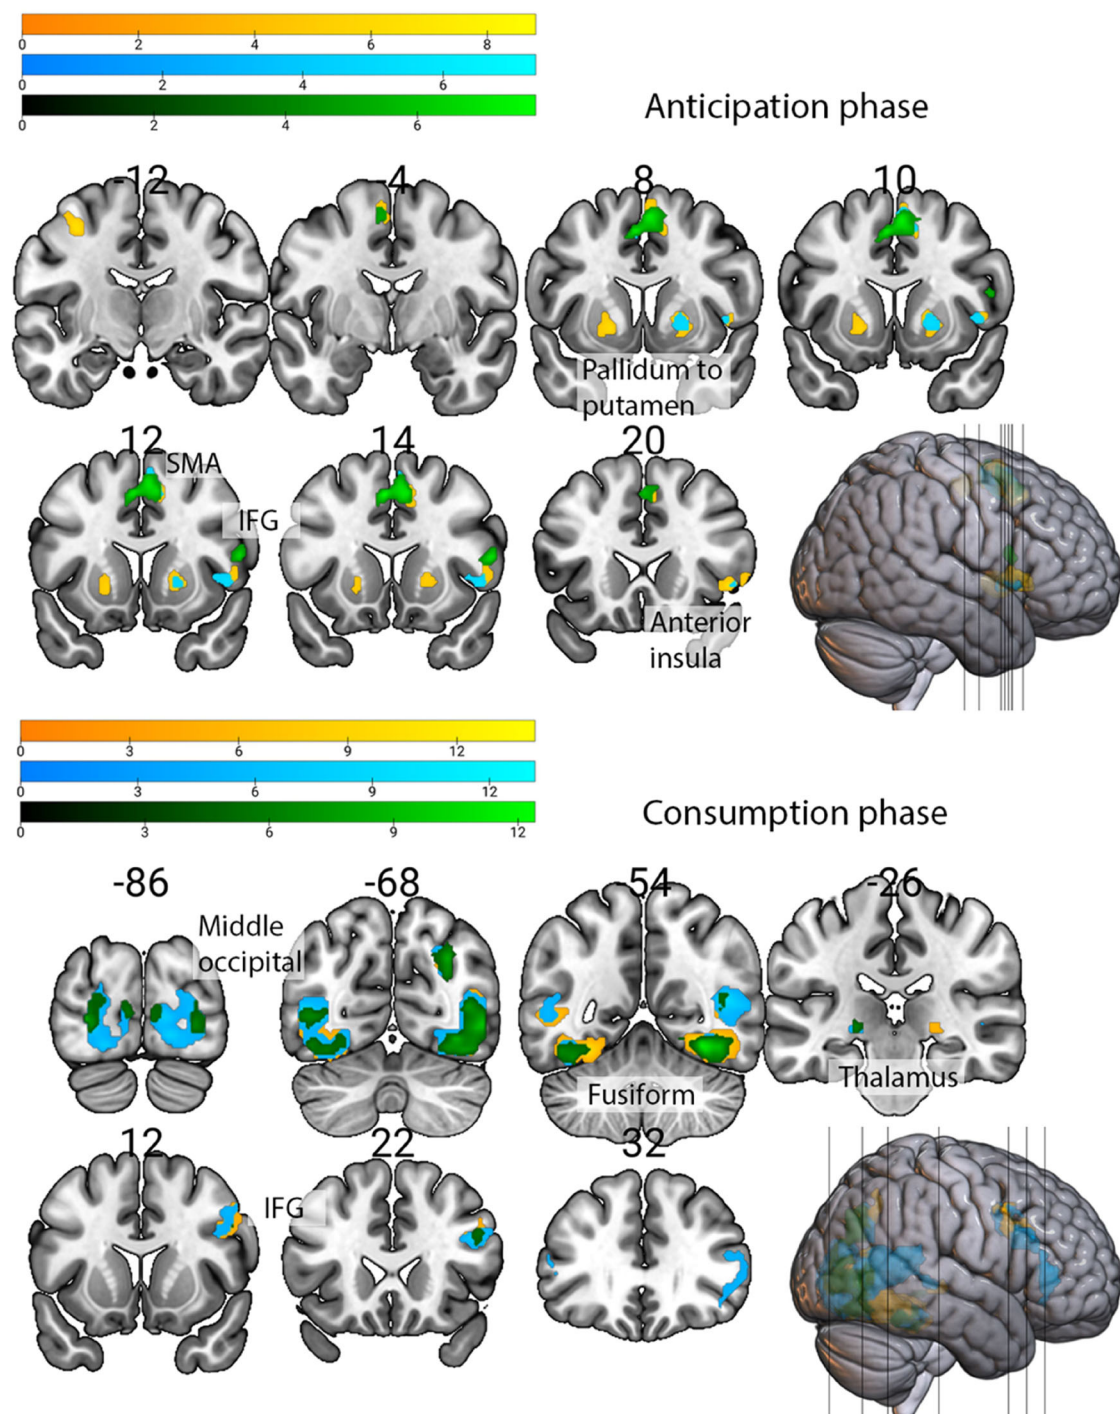 0 2 4 6 8
0 2 4 6
0 2 4 6
Anticipation phase
-12 -4 8 10
Pallidum to
putamen
12 14 20
SMA
IFG
Anterior
insula
0 3 6 9 12
0 3 6 9 12
0 3 6 9 12
Consumption phase
-86 -68 -54 -26
Middle
occipital
Fusiform
Thalamus
12 22 32
IFG